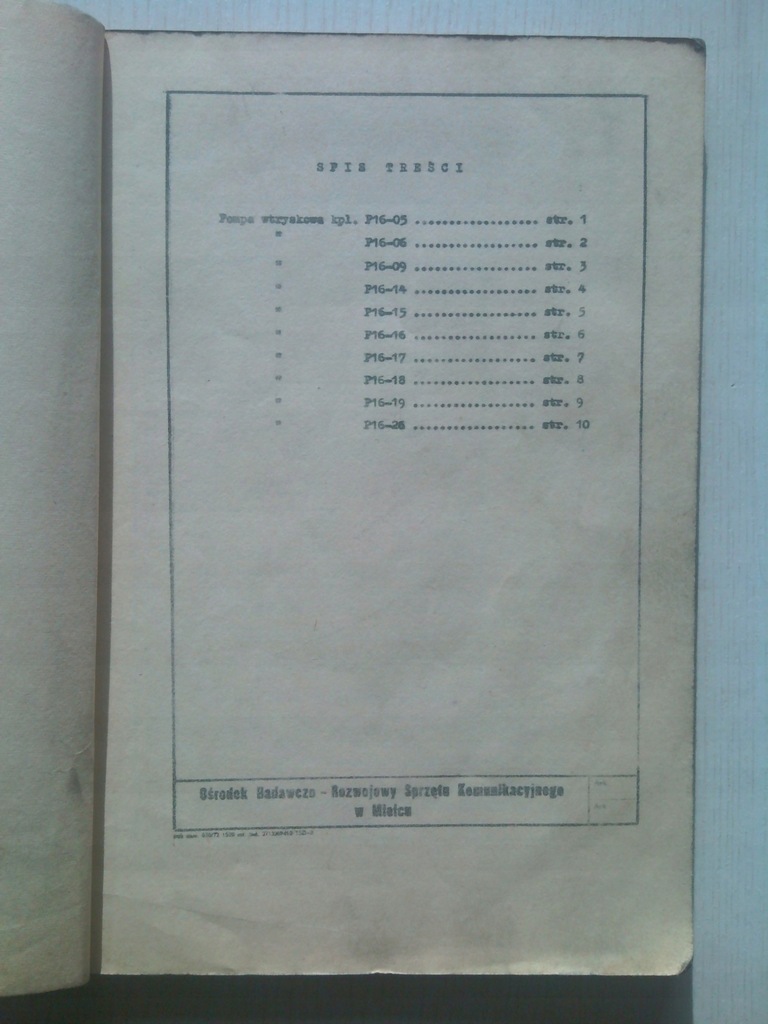 SPIS TREŚCI
Pompa wtryskowa kpl. P16-05 .................. str. 1
" P16-06 .................. str. 2
" P16-09 .................. str. 3
" P16-14 .................. str. 4
" P16-15 .................. str. 5
" P16-16 .................. str. 6
" P16-17 .................. str. 7
" P16-18 .................. str. 8
" P16-19 .................. str. 9
" P16-26 .................. str. 10
Ośrodek Badawczo - Rozwojowy Sprzętu Komunikacyjnego
w Mielcu